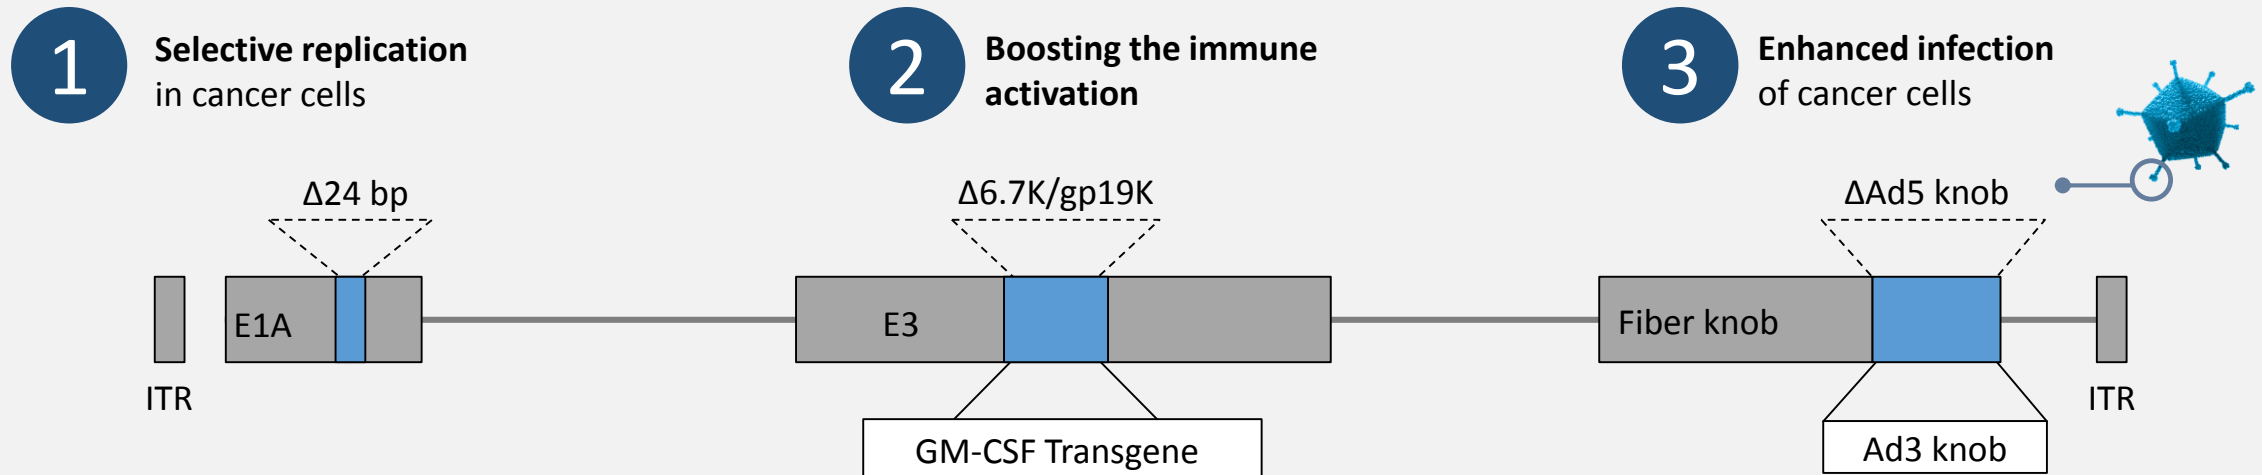 1
Selective replication
in cancer cells
2
Boosting the immune
activation
3
Enhanced infection
of cancer cells
Δ24 bp
Δ6.7K/gp19K
ΔAd5 knob
E1A
E3
Fiber knob
ITR
ITR
GM-CSF Transgene
Ad3 knob